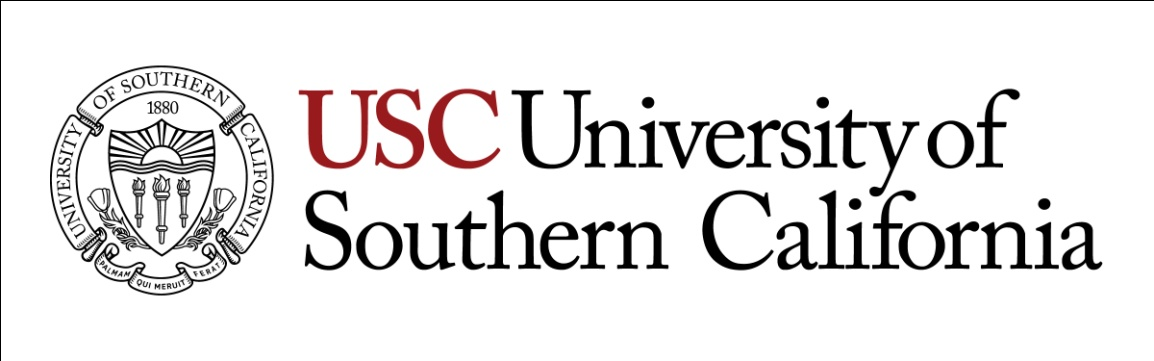 UNIVERSITY OF SOUTHERN CALIFORNIA
1880
PALMAM QUI MERUIT FERAT
USC University of
Southern California